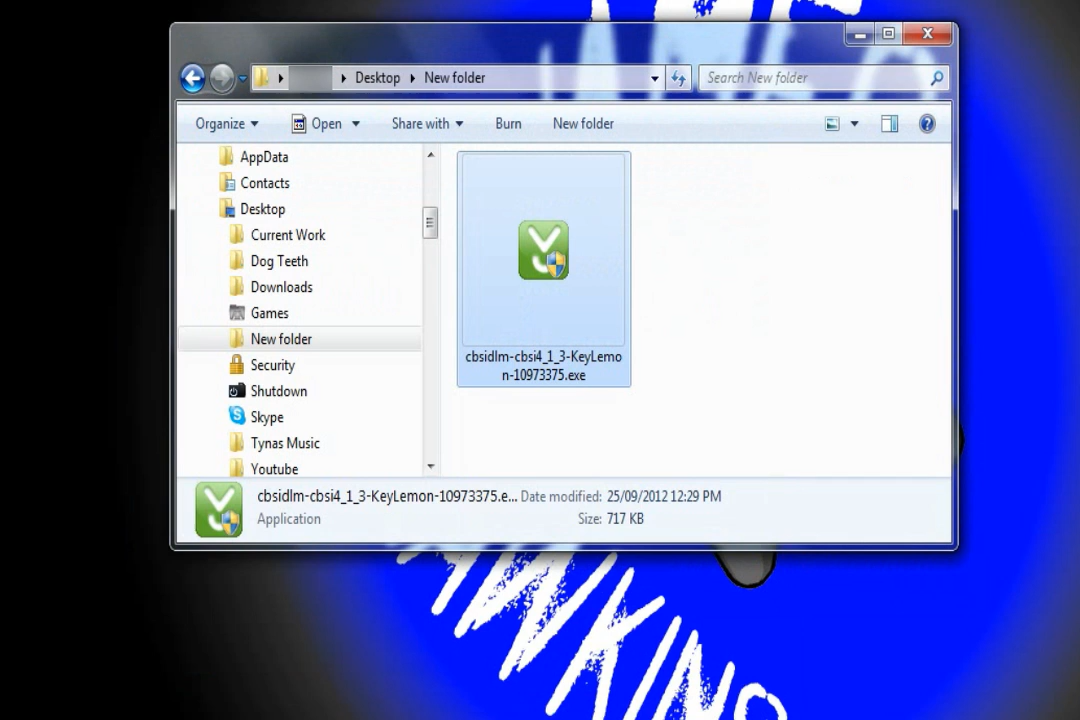 Desktop New folder
Search New folder
Organize Open Share with Burn New folder
AppData
Contacts
Desktop
Current Work
Dog Teeth
Downloads
Games
New folder
Security
Shutdown
Skype
Tynas Music
Youtube
cbsidlm-cbsi4_1_3-KeyLemo
n-10973375.exe
cbsidlm-cbsi4_1_3-KeyLemon-10973375.e... Date modified: 25/09/2012 12:29 PM
Application Size: 717 KB